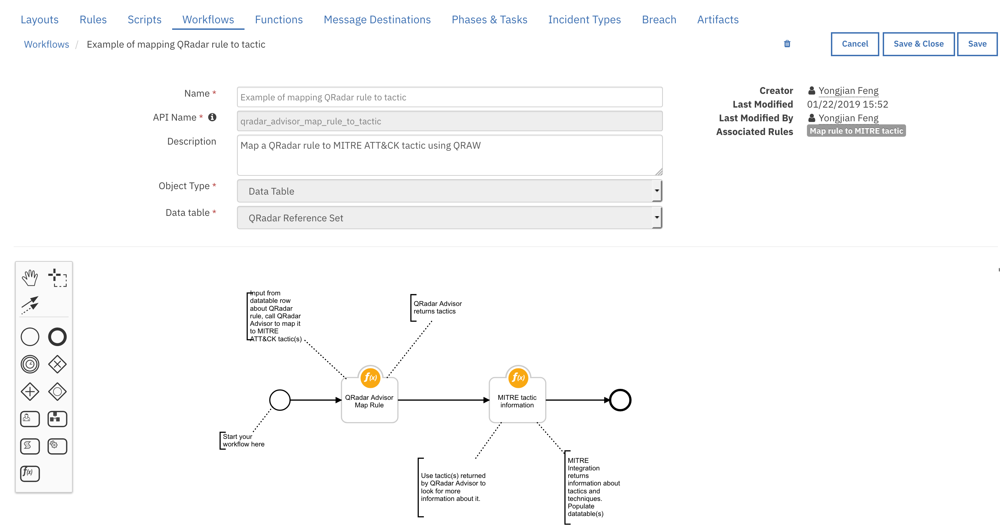 Layouts Rules Scripts Workflows Functions Message Destinations Phases & Tasks Incident Types Breach Artifacts
Workflows / Example of mapping QRadar rule to tactic
Cancel Save & Close Save
Name * Example of mapping QRadar rule to tactic
API Name * qradar_advisor_map_rule_to_tactic
Description Map a QRadar rule to MITRE ATT&CK tactic using QRAW
Object Type * Data Table
Data table * QRadar Reference Set
Creator Yongjian Feng
Last Modified 01/22/2019 15:52
Last Modified By Yongjian Feng
Associated Rules Map rule to MITRE tactic
Input from
datatable row
about QRadar
rule, call QRadar
Advisor to map it
to MITRE
ATT&CK tactic(s)
QRadar Advisor
returns tactics
f(x)
QRadar Advisor
Map Rule
f(x)
MITRE tactic
information
Start your
workflow here
Use tactic(s) returned
by QRadar Advisor to
look for more
information about it.
MITRE
Integration
returns
information about
tactics and
techniques.
Populate
datatable(s)
f(x)